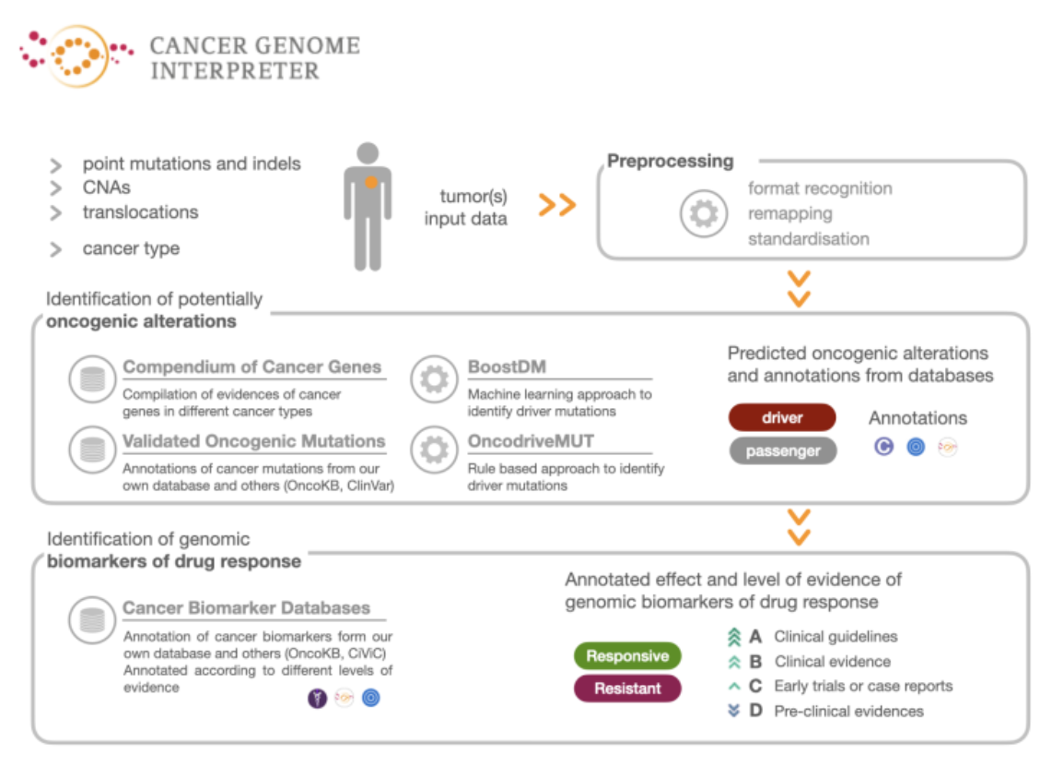 CANCER GENOME
INTERPRETER
point mutations and indels
CNAs
translocations
cancer type
tumor(s)
input data
Preprocessing
format recognition
remapping
standardisation
Identification of potentially
oncogenic alterations
Compendium of Cancer Genes
Compilation of evidences of cancer
genes in different cancer types
Validated Oncogenic Mutations
Annotations of cancer mutations from our
own database and others (OncoKB, ClinVar)
BoostDM
Machine learning approach to
identify driver mutations
OncodriveMUT
Rule based approach to identify
driver mutations
Predicted oncogenic alterations
and annotations from databases
driver
passenger
Annotations
C
Identification of genomic
biomarkers of drug response
Cancer Biomarker Databases
Annotation of cancer biomarkers form our
own database and others (OncoKB, CiViC)
Annotated according to different levels of
evidence
Annotated effect and level of evidence of
genomic biomarkers of drug response
Responsive
Resistant
A Clinical guidelines
B Clinical evidence
C Early trials or case reports
D Pre-clinical evidences